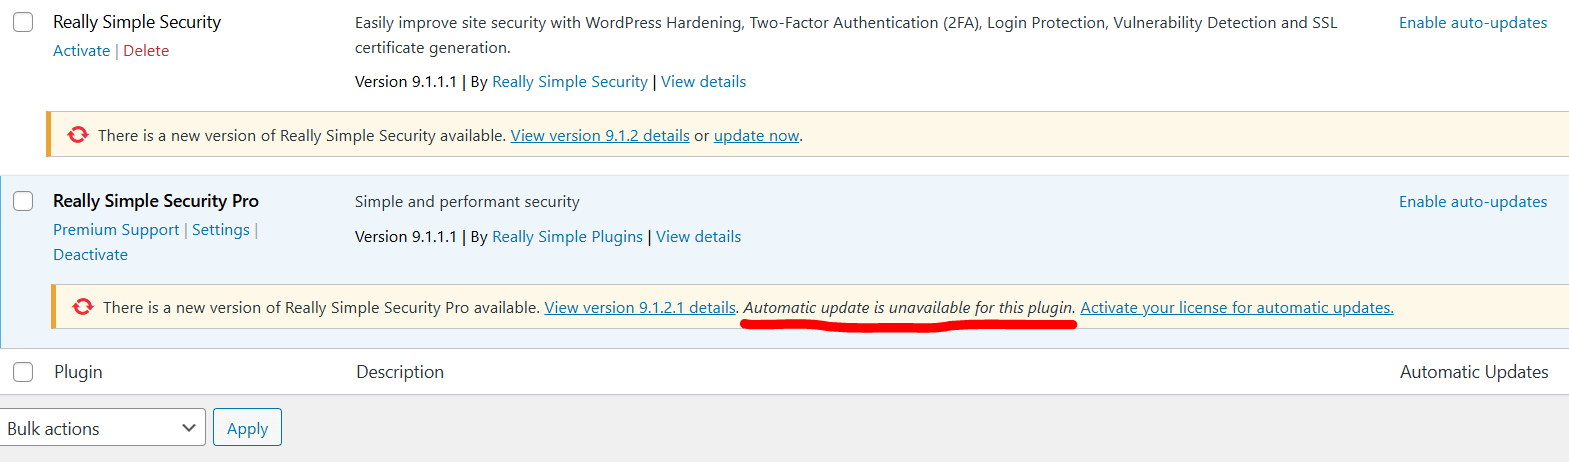 Really Simple Security
Activate | Delete
Easily improve site security with WordPress Hardening, Two-Factor Authentication (2FA), Login Protection, Vulnerability Detection and SSL
certificate generation.
Version 9.1.1.1 | By Really Simple Security | View details
Enable auto-updates
There is a new version of Really Simple Security available. View version 9.1.2 details or update now.
Really Simple Security Pro
Premium Support | Settings |
Deactivate
Simple and performant security
Version 9.1.1.1 | By Really Simple Plugins | View details
Enable auto-updates
There is a new version of Really Simple Security Pro available. View version 9.1.2.1 details. Automatic update is unavailable for this plugin. Activate your license for automatic updates.
Plugin Description Automatic Updates
Bulk actions Apply